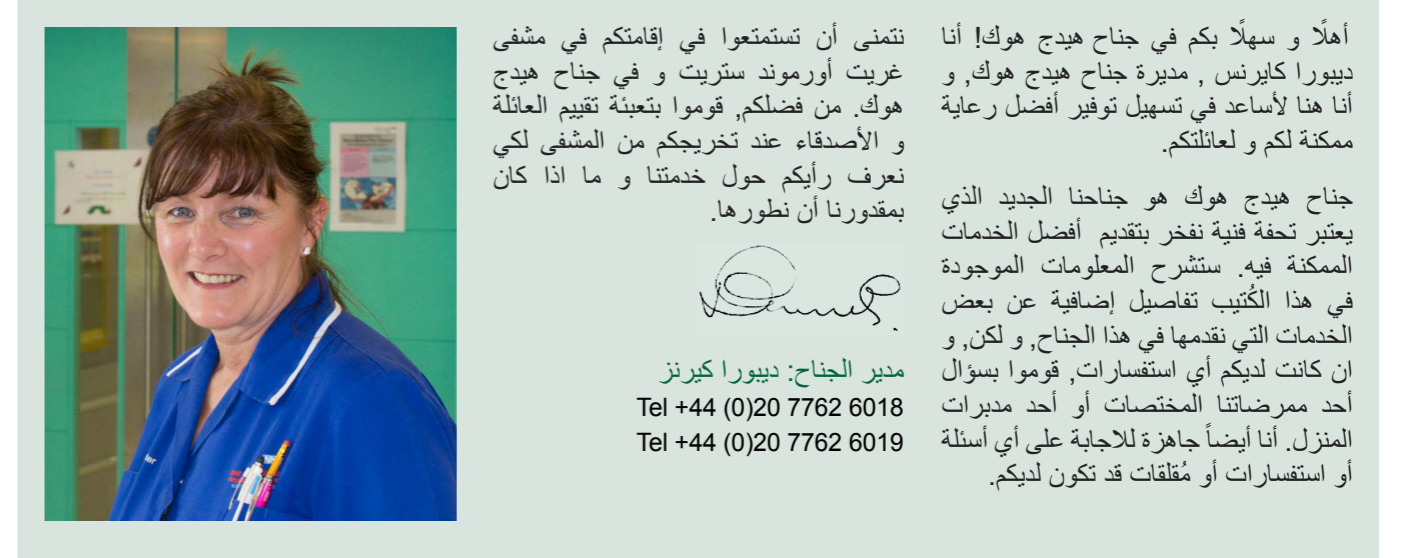 أهلًا و سهلًا بكم في جناح هيدج هوك! أنا
ديبورا كايرنس , مديرة جناح هيدج هوك, و
أنا هنا لأساعد في تسهيل توفير أفضل رعاية
ممكنة لكم و لعائلتكم.
جناح هيدج هوك هو جناحنا الجديد الذي
يعتبر تحفة فنية نفخر بتقديم أفضل الخدمات
الممكنة فيه. ستشرح المعلومات الموجودة
في هذا الكُتيب تفاصيل إضافية عن بعض
الخدمات التي نقدمها في هذا الجناح, و لكن, و
ان كانت لديكم أي استفسارات, قوموا بسؤال
أحد ممرضاتنا المختصات أو أحد مدبرات
المنزل. أنا أيضاً جاهزة للاجابة على أي أسئلة
أو استفسارات أو مُقلقات قد تكون لديكم.
نتمنى أن تستمتعوا في إقامتكم في مشفى
غريت أورموند ستريت و في جناح هيدج
هوك. من فضلكم, قوموا بتعبئة تقييم العائلة
و الأصدقاء عند تخريجكم من المشفى لكي
نعرف رأيكم حول خدمتنا و ما اذا كان
بمقدورنا أن نطورها.
مدير الجناح: ديبورا كيرنز
Tel +44 (0)20 7762 6018
Tel +44 (0)20 7762 6019